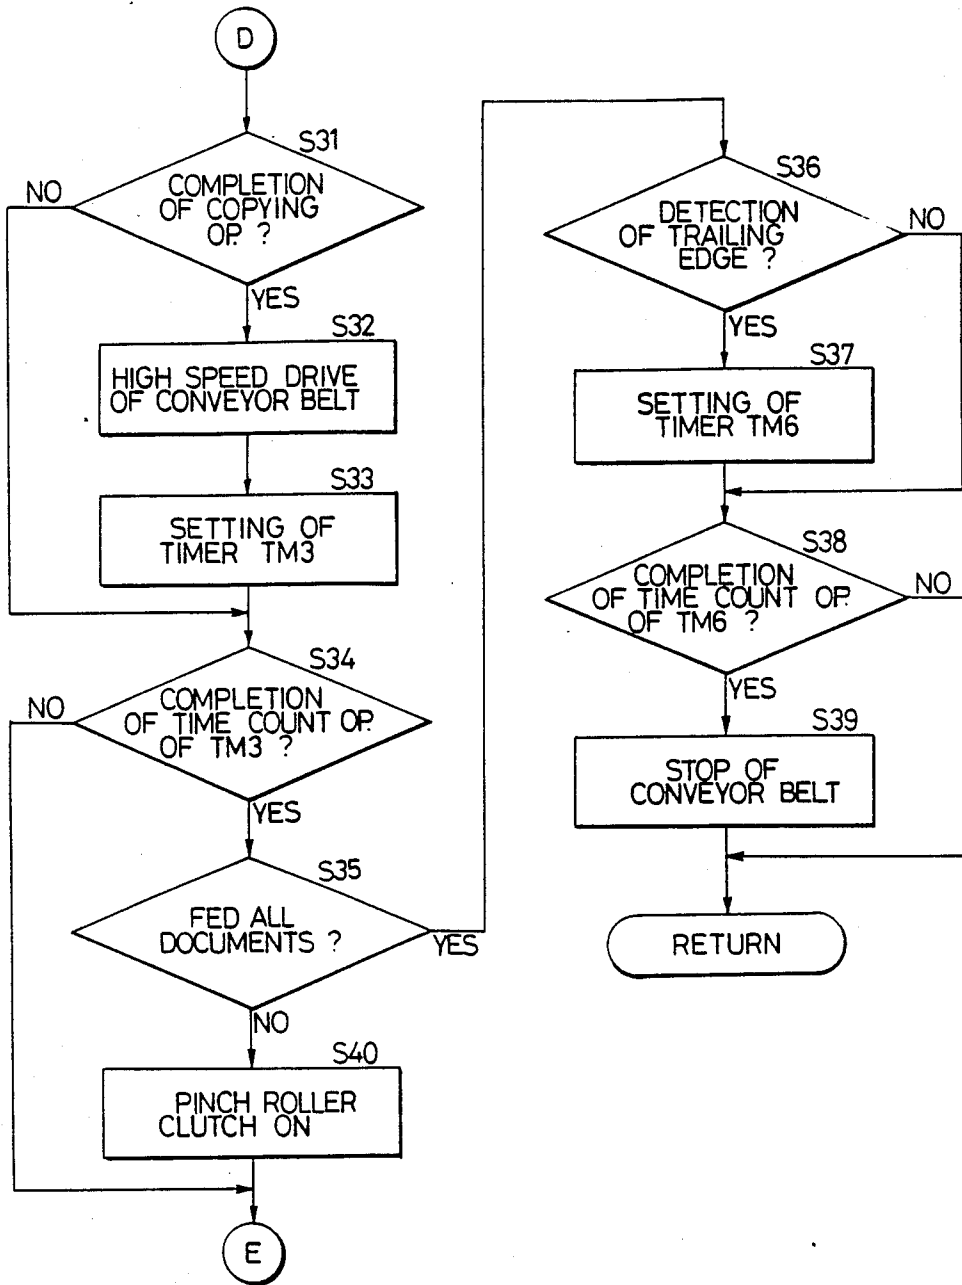 D
S31
NO
COMPLETION
OF COPYING
OP. ?
YES
S32
HIGH SPEED DRIVE
OF CONVEYOR BELT
S33
SETTING OF
TIMER TM3
S34
NO
COMPLETION
OF TIME COUNT OP.
OF TM3 ?
YES
S35
FED ALL
DOCUMENTS ?
YES
NO
S40
PINCH ROLLER
CLUTCH ON
E
S36
DETECTION
OF TRAILING
EDGE ?
NO
YES
S37
SETTING OF
TIMER TM6
S38
COMPLETION
OF TIME COUNT OP.
OF TM6 ?
NO
YES
S39
STOP OF
CONVEYOR BELT
RETURN